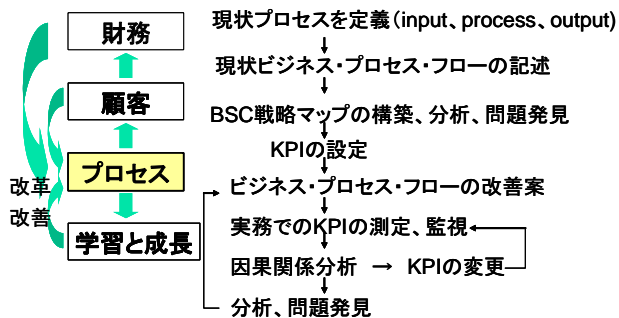 財務
顧客
プロセス
改革
改善
学習と成長
現状プロセスを定義(input、process、output)
現状ビジネス・プロセス・フローの記述
BSC戦略マップの構築、分析、問題発見
KPIの設定
ビジネス・プロセス・フローの改善案
実務でのKPIの測定、監視
因果関係分析 → KPIの変更
分析、問題発見